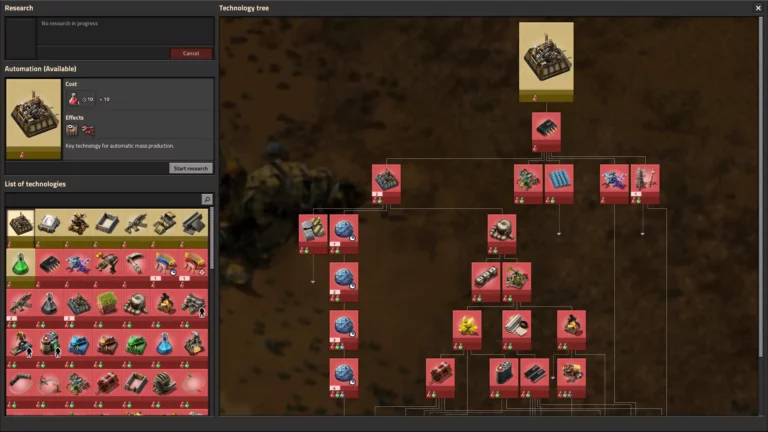 Research
Technology tree
No research in progress
Cancel
Automation (Available)
Cost
10 × 10
Effects
Key technology for automatic mass production.
Start research
List of technologies